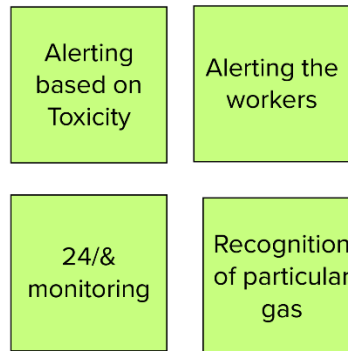 Alerting
based on
Toxicity
Alerting the
workers
24/&
monitoring
Recognition
of particular
gas